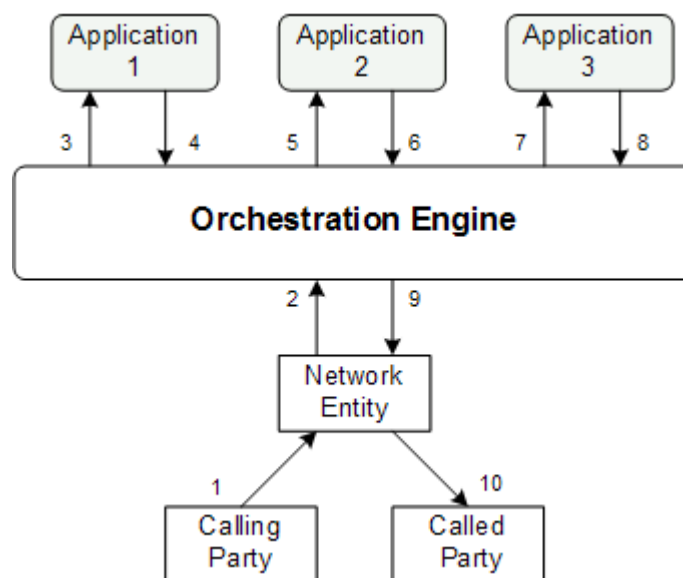 Application
1
Application
2
Application
3
3
4
5
6
7
8
Orchestration Engine
2
9
Network
Entity
1
10
Calling
Party
Called
Party